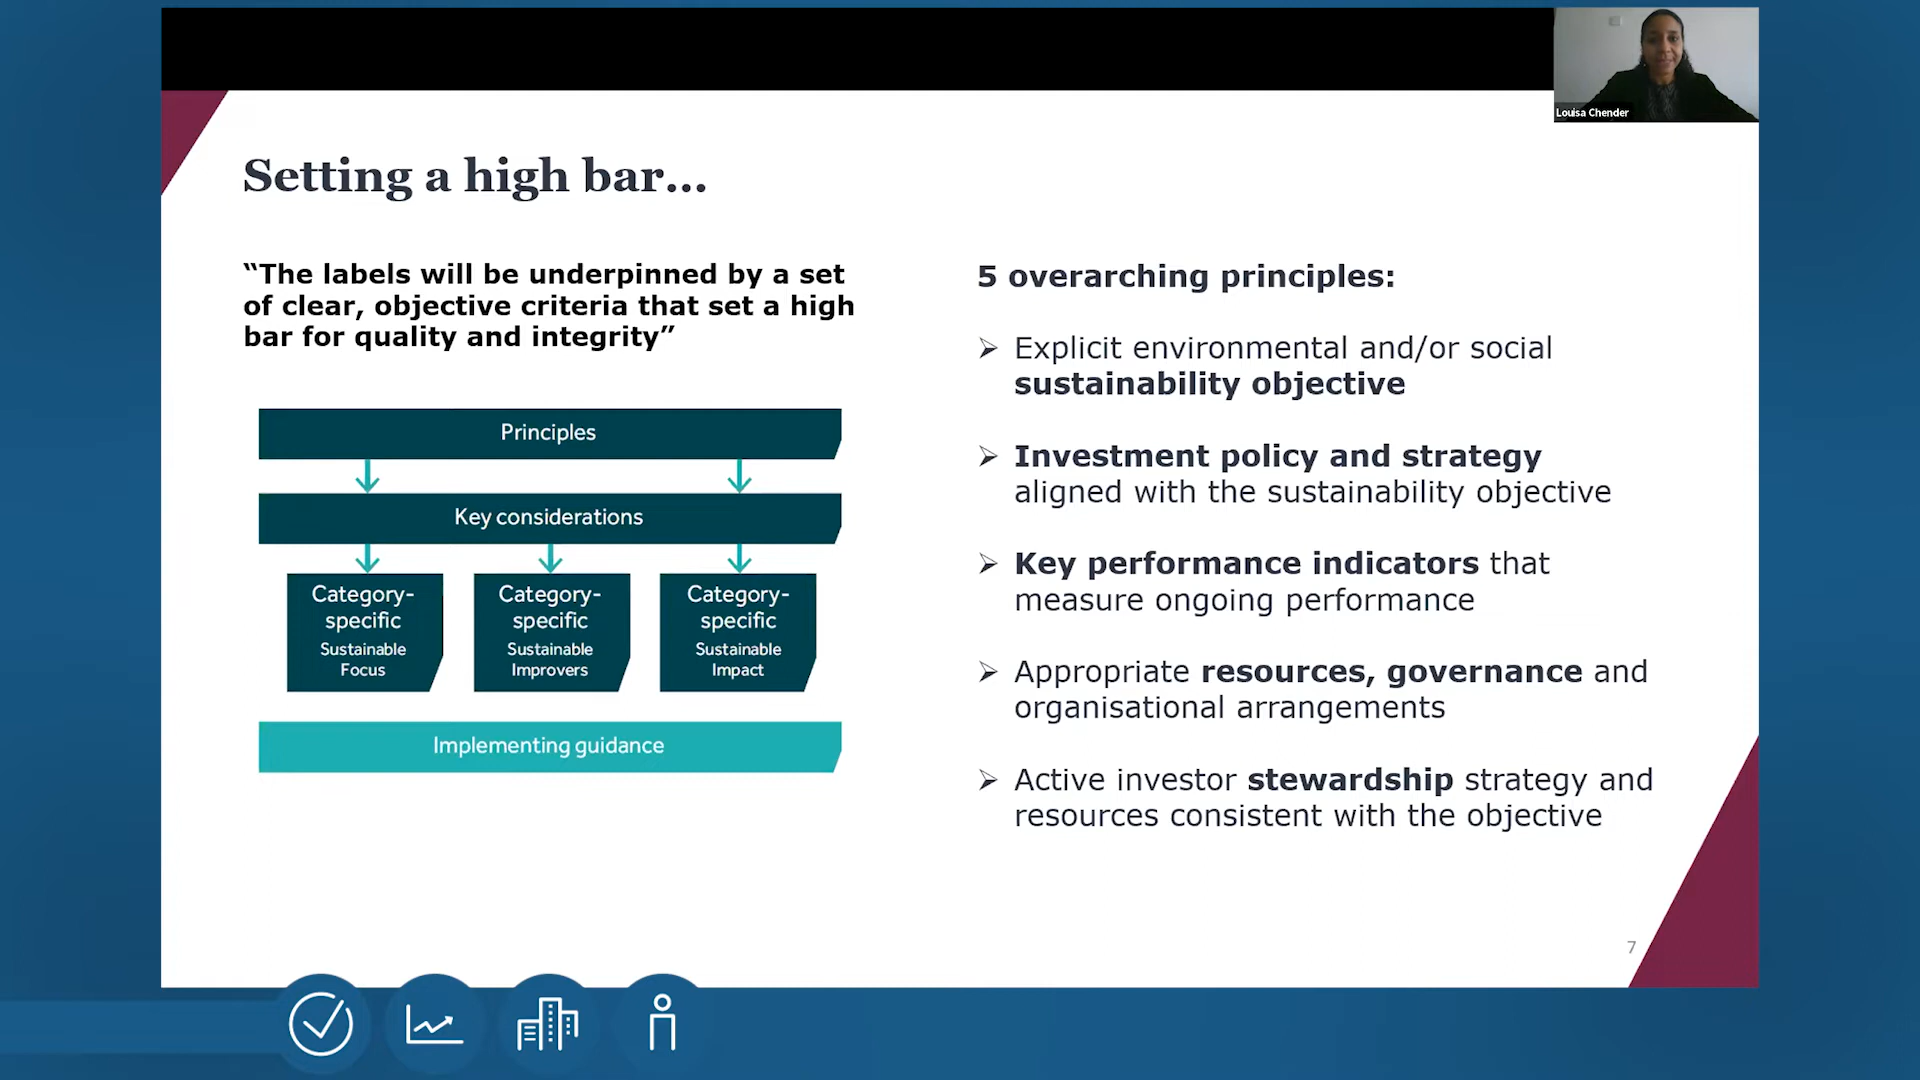 Louisa Chender
Setting a high bar...
“The labels will be underpinned by a set
of clear, objective criteria that set a high
bar for quality and integrity”
Principles
Key considerations
Category-
specific
Sustainable
Focus
Category-
specific
Sustainable
Improvers
Category-
specific
Sustainable
Impact
Implementing guidance
5 overarching principles:
Explicit environmental and/or social
sustainability objective
Investment policy and strategy
aligned with the sustainability objective
Key performance indicators that
measure ongoing performance
Appropriate resources, governance and
organisational arrangements
Active investor stewardship strategy and
resources consistent with the objective
7